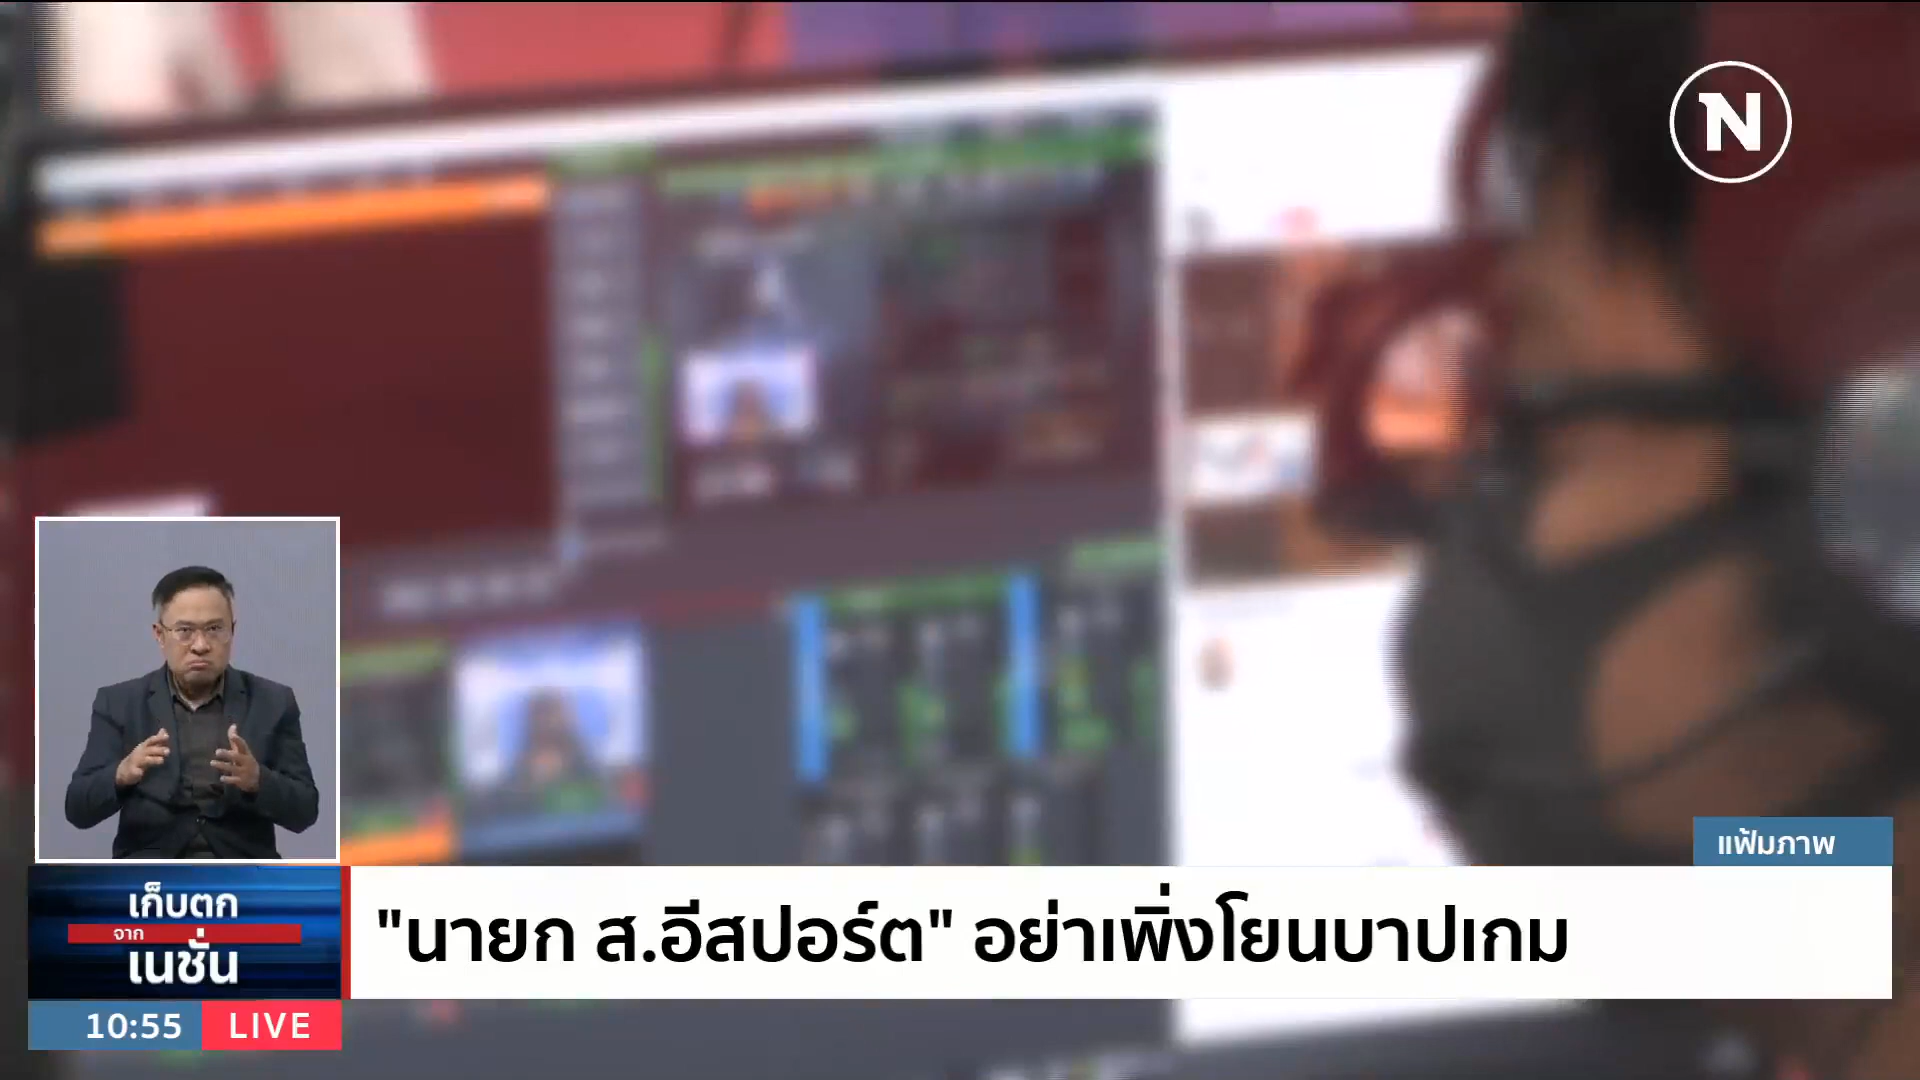 N
แฟ้มภาพ
เก็บตก
จาก
เนชั่น
"นายก ส.อีสปอร์ต" อย่าเพิ่งโยนบาปเกม
10:55 LIVE